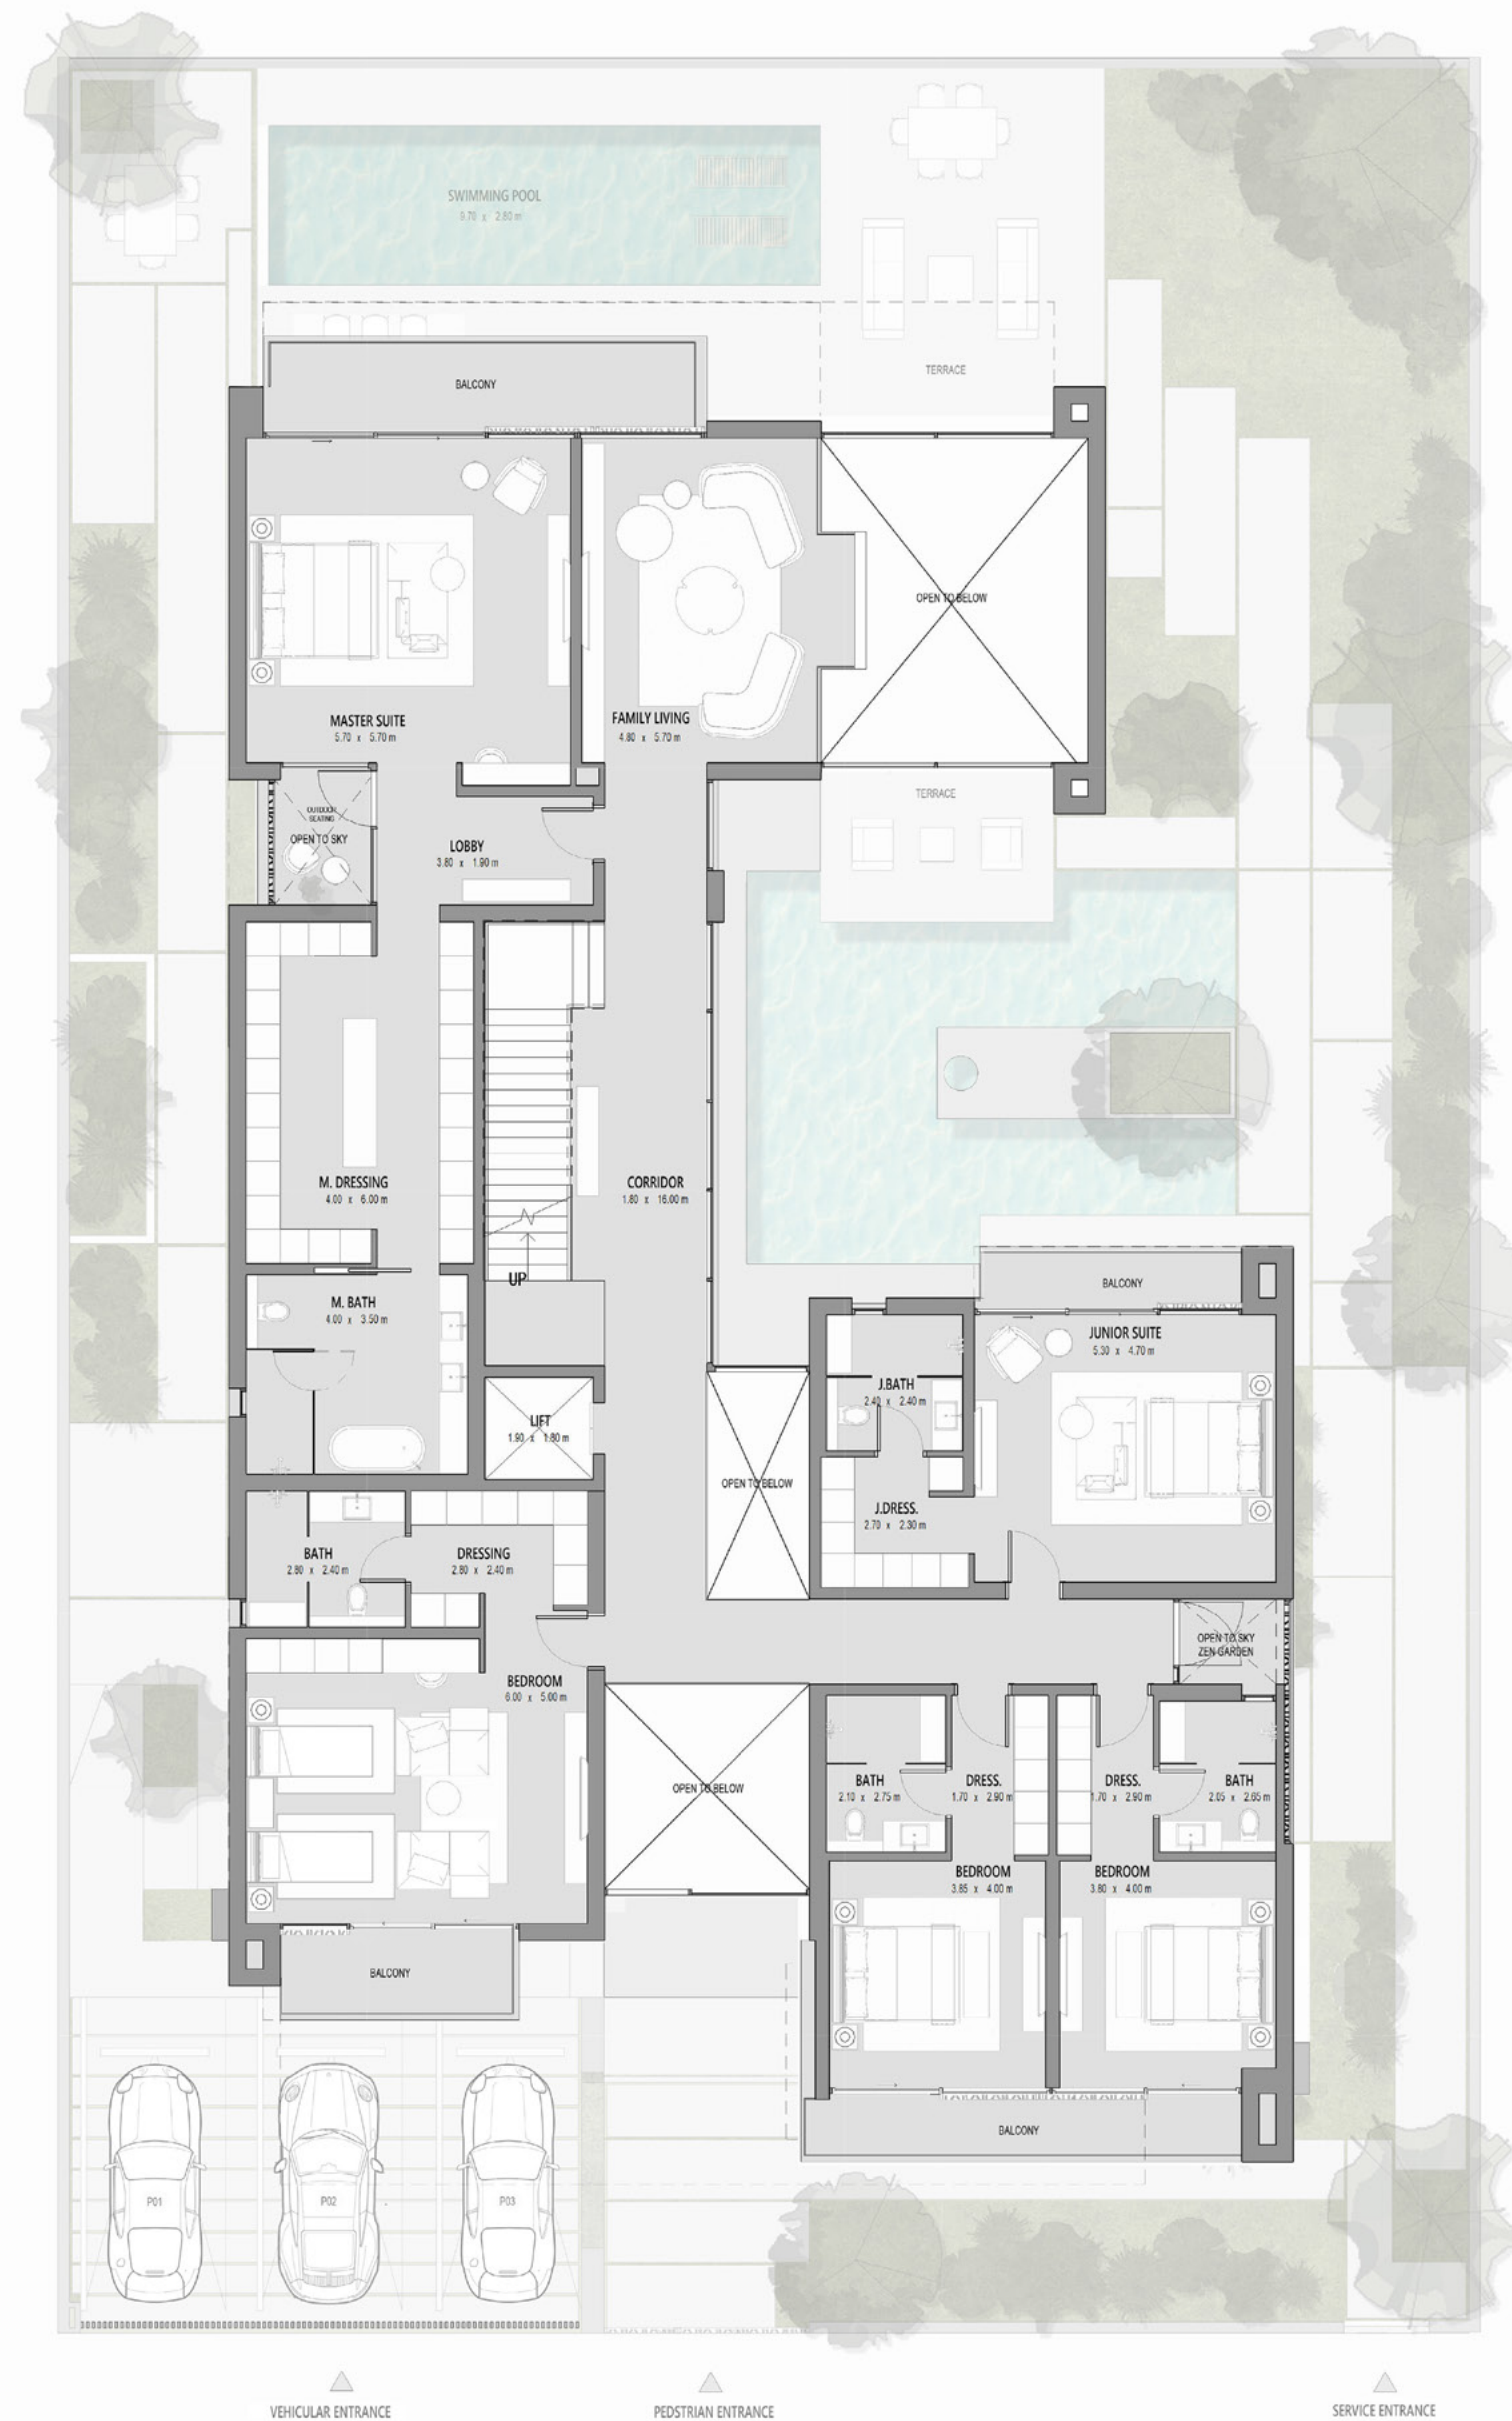 SWIMMING POOL
9.70 x 2.80 m
TERRACE
BALCONY
OPEN TO BELOW
MASTER SUITE
5.70 x 5.70 m
FAMILY LIVING
4.80 x 5.70 m
TERRACE
OUTDOOR
SEATING
OPEN TO SKY
LOBBY
3.80 x 1.90 m
M. DRESSING
4.00 x 6.00 m
CORRIDOR
1.80 x 16.00 m
UP
M. BATH
4.00 x 3.50 m
BALCONY
JUNIOR SUITE
5.30 x 4.70 m
J.BATH
2.40 x 2.40 m
LIFT
1.90 x 1.80 m
OPEN TO BELOW
J.DRESS.
2.70 x 2.30 m
BATH
2.80 x 2.40 m
DRESSING
2.80 x 2.40 m
OPEN TO SKY
ZEN GARDEN
BEDROOM
6.00 x 5.00 m
OPEN TO BELOW
BATH
2.10 x 2.75 m
DRESS.
1.70 x 2.90 m
DRESS.
1.70 x 2.90 m
BATH
2.05 x 2.65 m
BEDROOM
3.85 x 4.00 m
BEDROOM
3.80 x 4.00 m
BALCONY
BALCONY
P01
P02
P03
VEHICULAR ENTRANCE
PEDSTRIAN ENTRANCE
SERVICE ENTRANCE